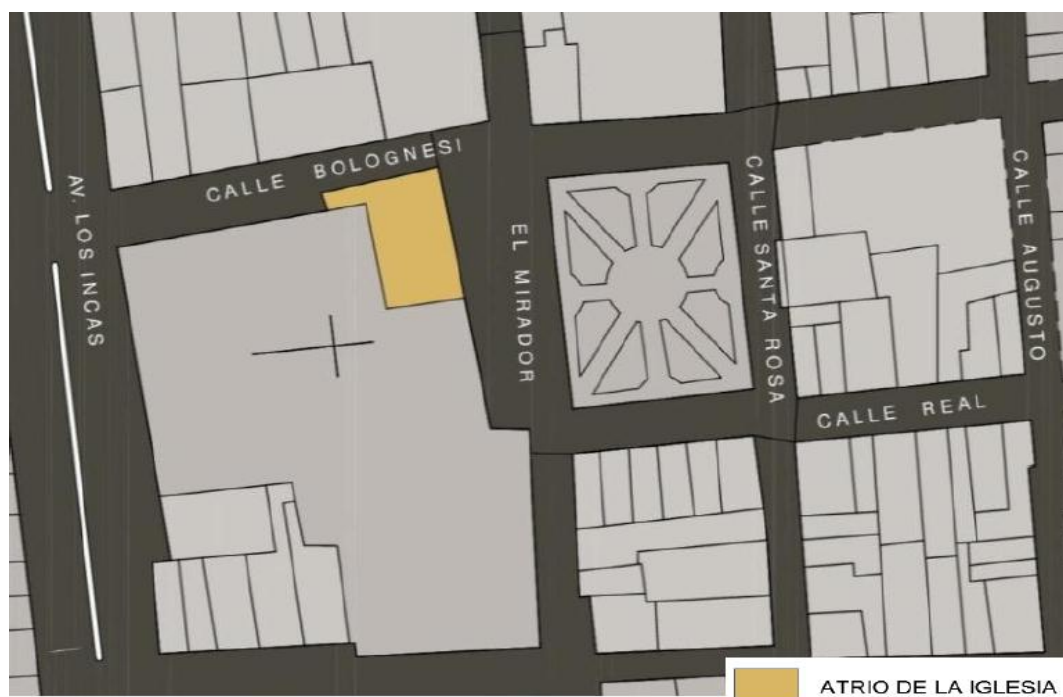 CALLE BOLOGNESI
AV. LOS INCAS
EL MIRADOR
CALLE SANTA ROSA
CALLE AUGUSTO
CALLE REAL
ATRIO DE LA IGLESIA